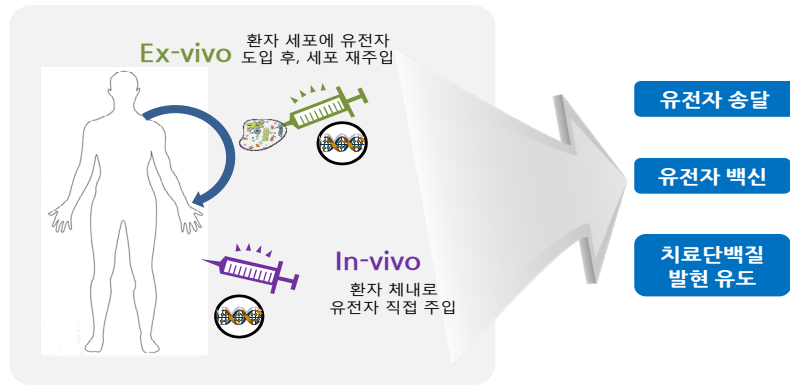 Ex-vivo
환자 세포에 유전자
도입 후, 세포 재주입
In-vivo
환자 체내로
유전자 직접 주입
유전자 송달
유전자 백신
치료단백질
발현 유도